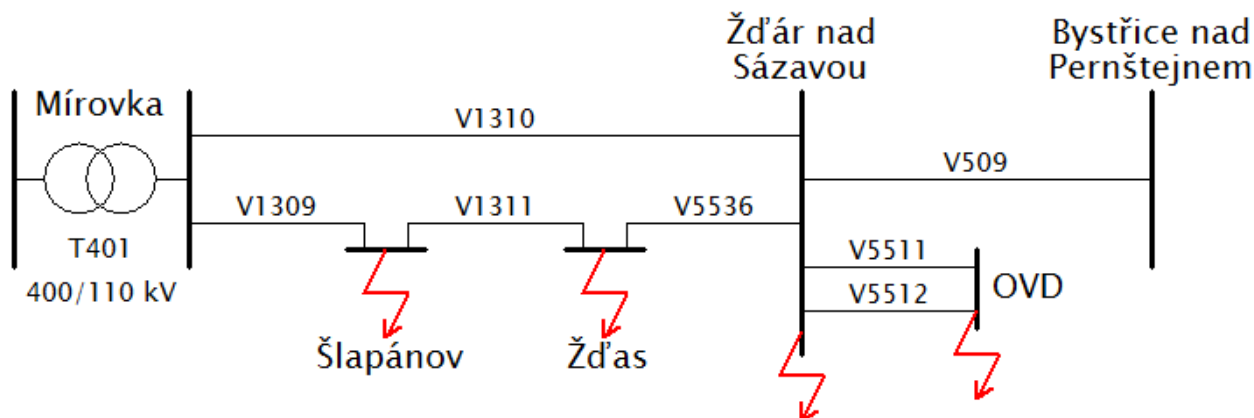 Žďár nad
Sázavou
Bystřice nad
Pernštejnem
Mírovka
V1310
V509
V1309
V1311
V5536
T401
400/110 kV
V5511
V5512
OVD
Šlapánov
Žďas